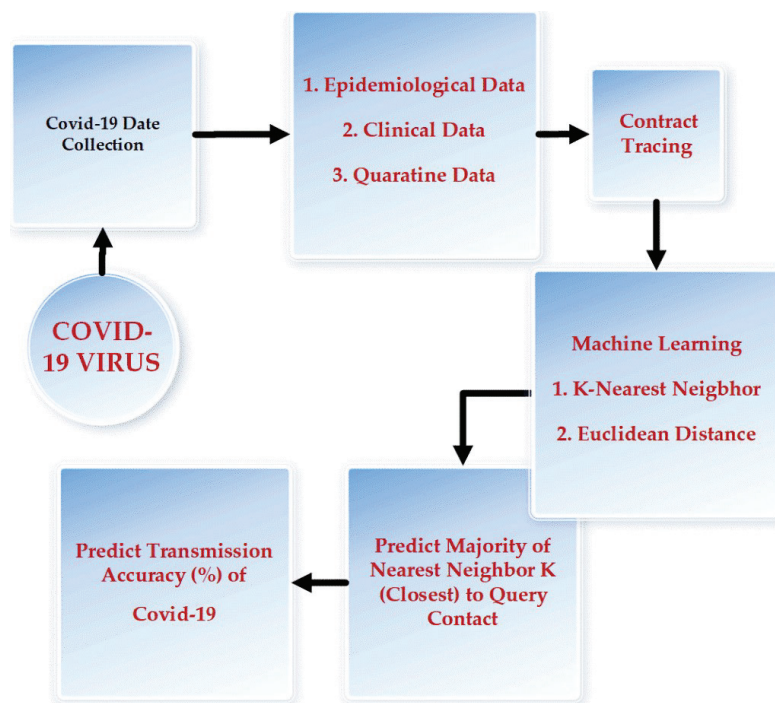 Covid-19 Date
Collection
1. Epidemiological Data
2. Clinical Data
3. Quaratine Data
Contract
Tracing
COVID-
19 VIRUS
Machine Learning
1. K-Nearest Neigbhor
2. Euclidean Distance
Predict Majority of
Nearest Neighbor K
(Closest) to Query
Contact
Predict Transmission
Accuracy (%) of
Covid-19